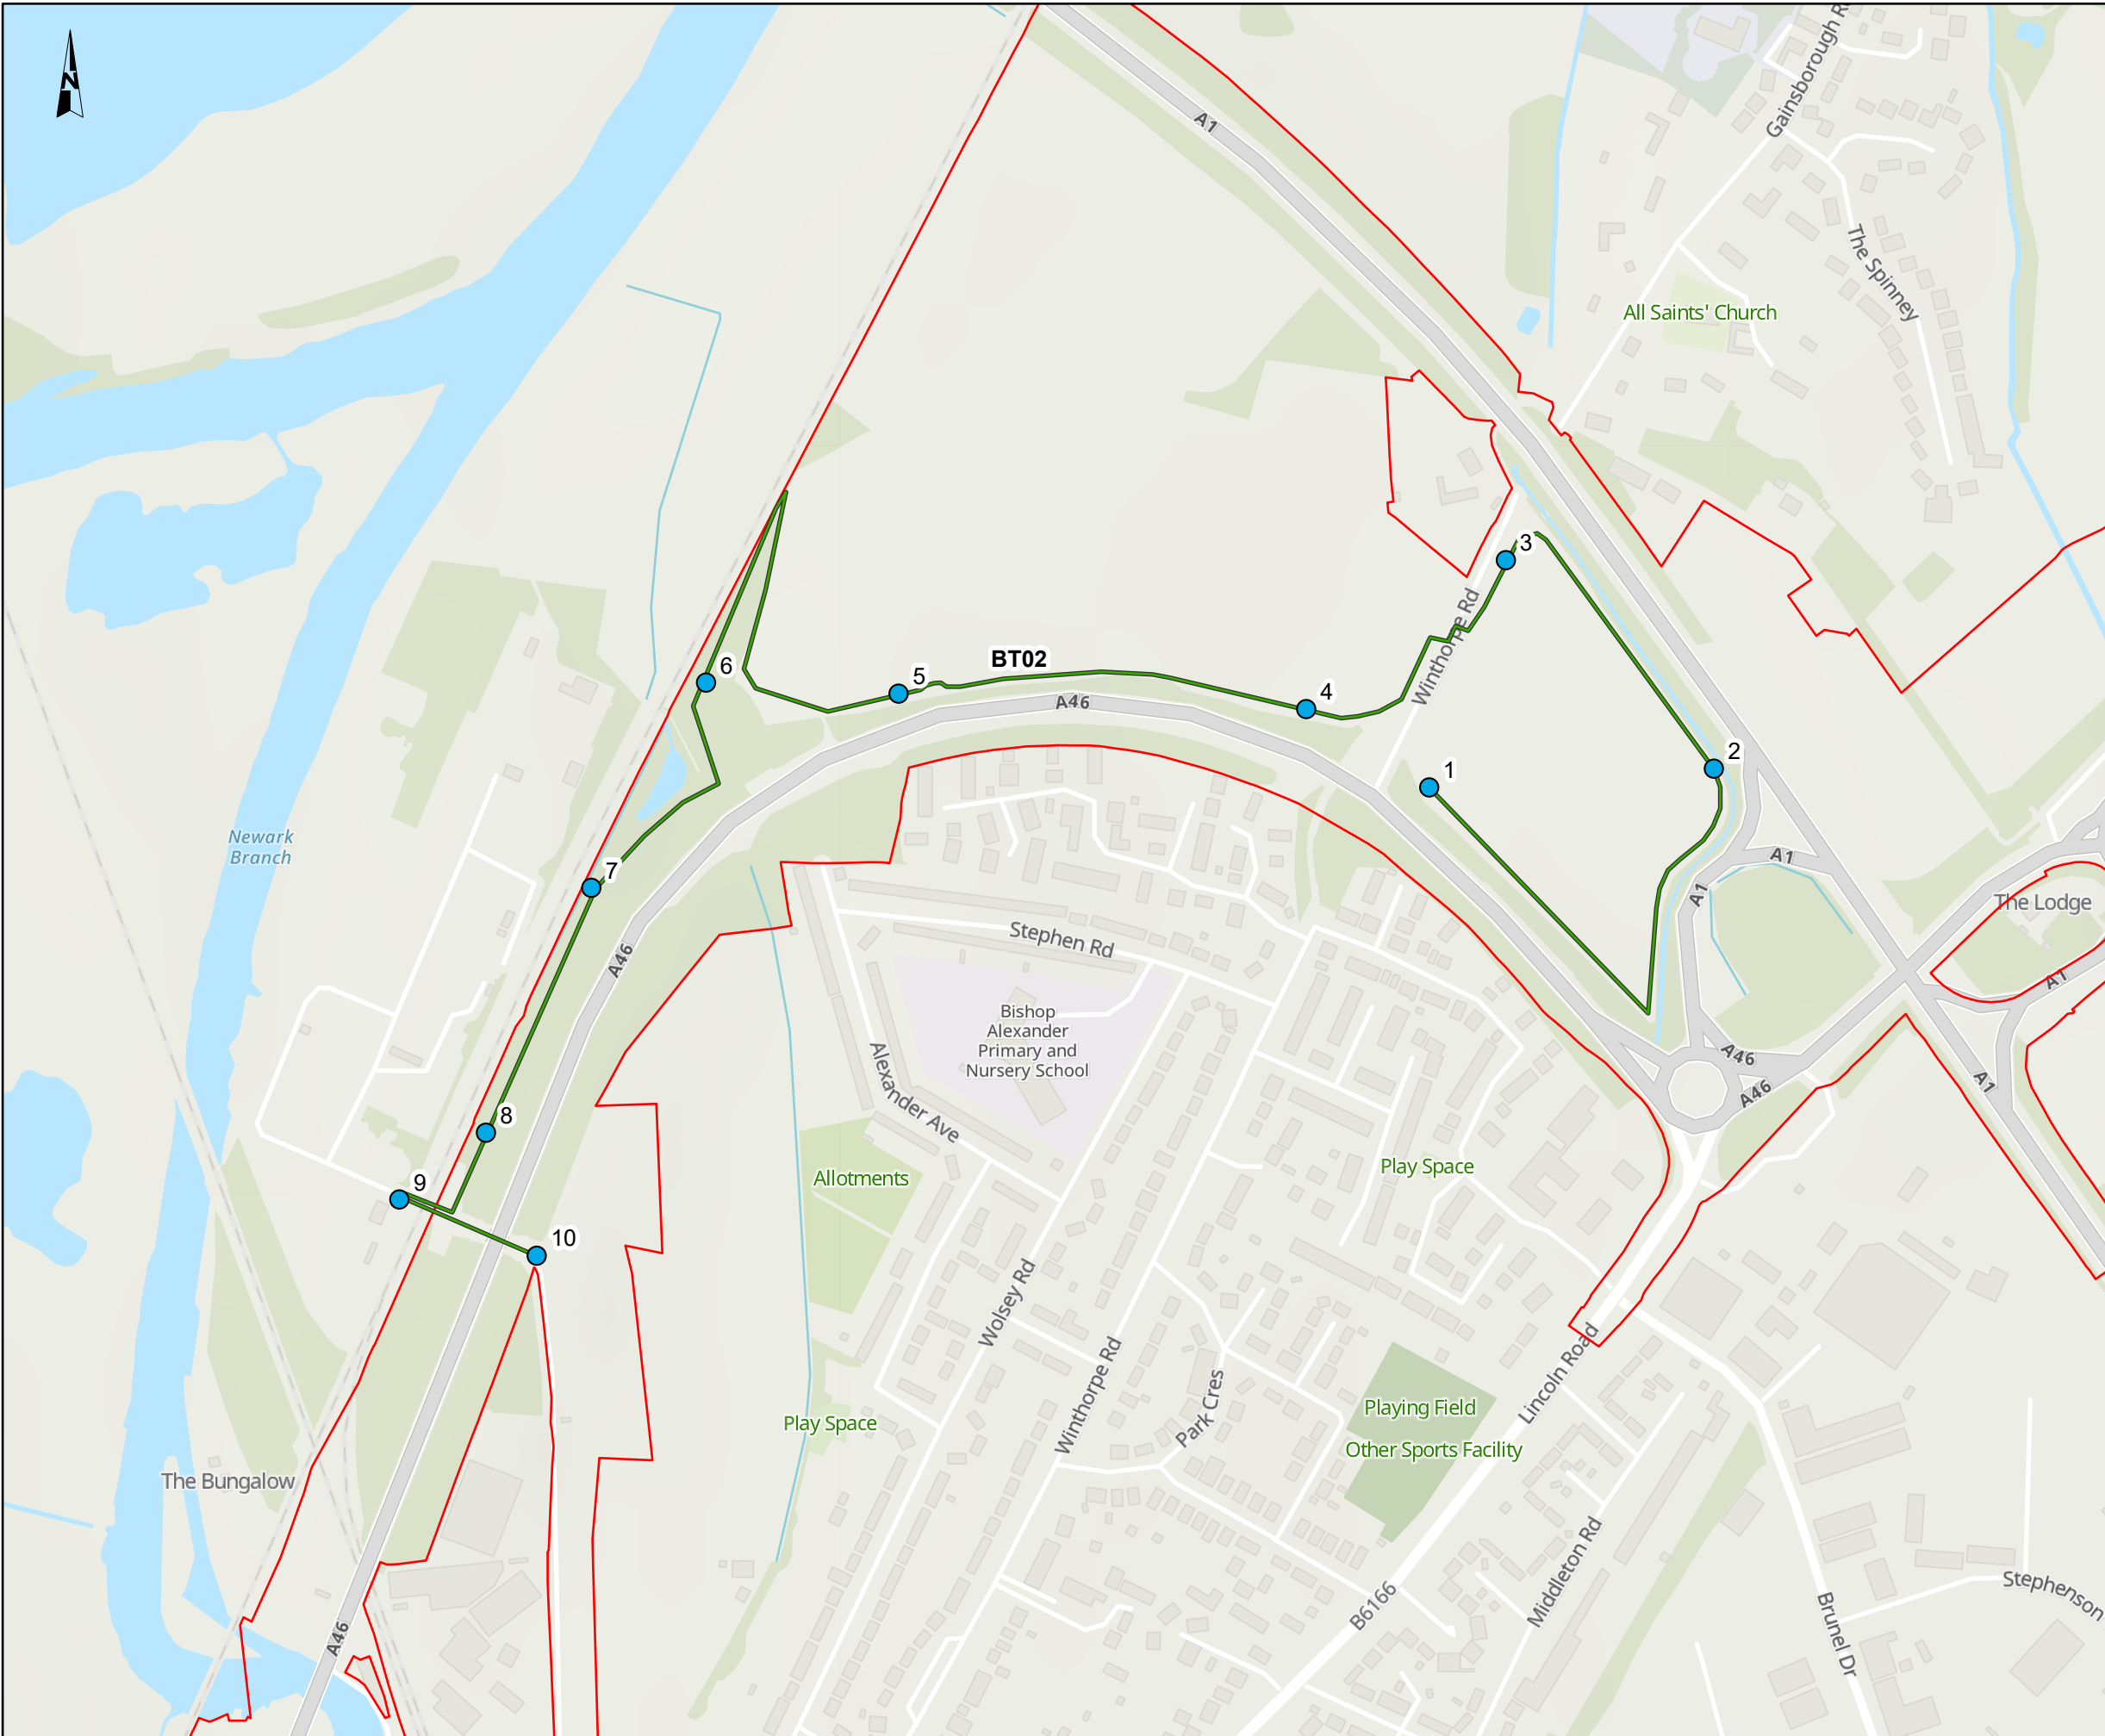 N
A1
Gainsborough R
The Spinney
All Saints' Church
3
Winthorpe Rd
6
5
BT02
4
A46
2
1
Newark
Branch
7
A1
A1
The Lodge
A1
Stephen Rd
A46
Bishop
Alexander
Primary and
Nursery School
Alexander Ave
A46
A46
A1
8
Allotments
Play Space
9
10
Wolsey Rd
Winthorpe Rd
Park Cres
Lincoln Road
Play Space
Playing Field
Other Sports Facility
The Bungalow
Middleton Rd
B6166
Stephenson
Brunel Dr
A46